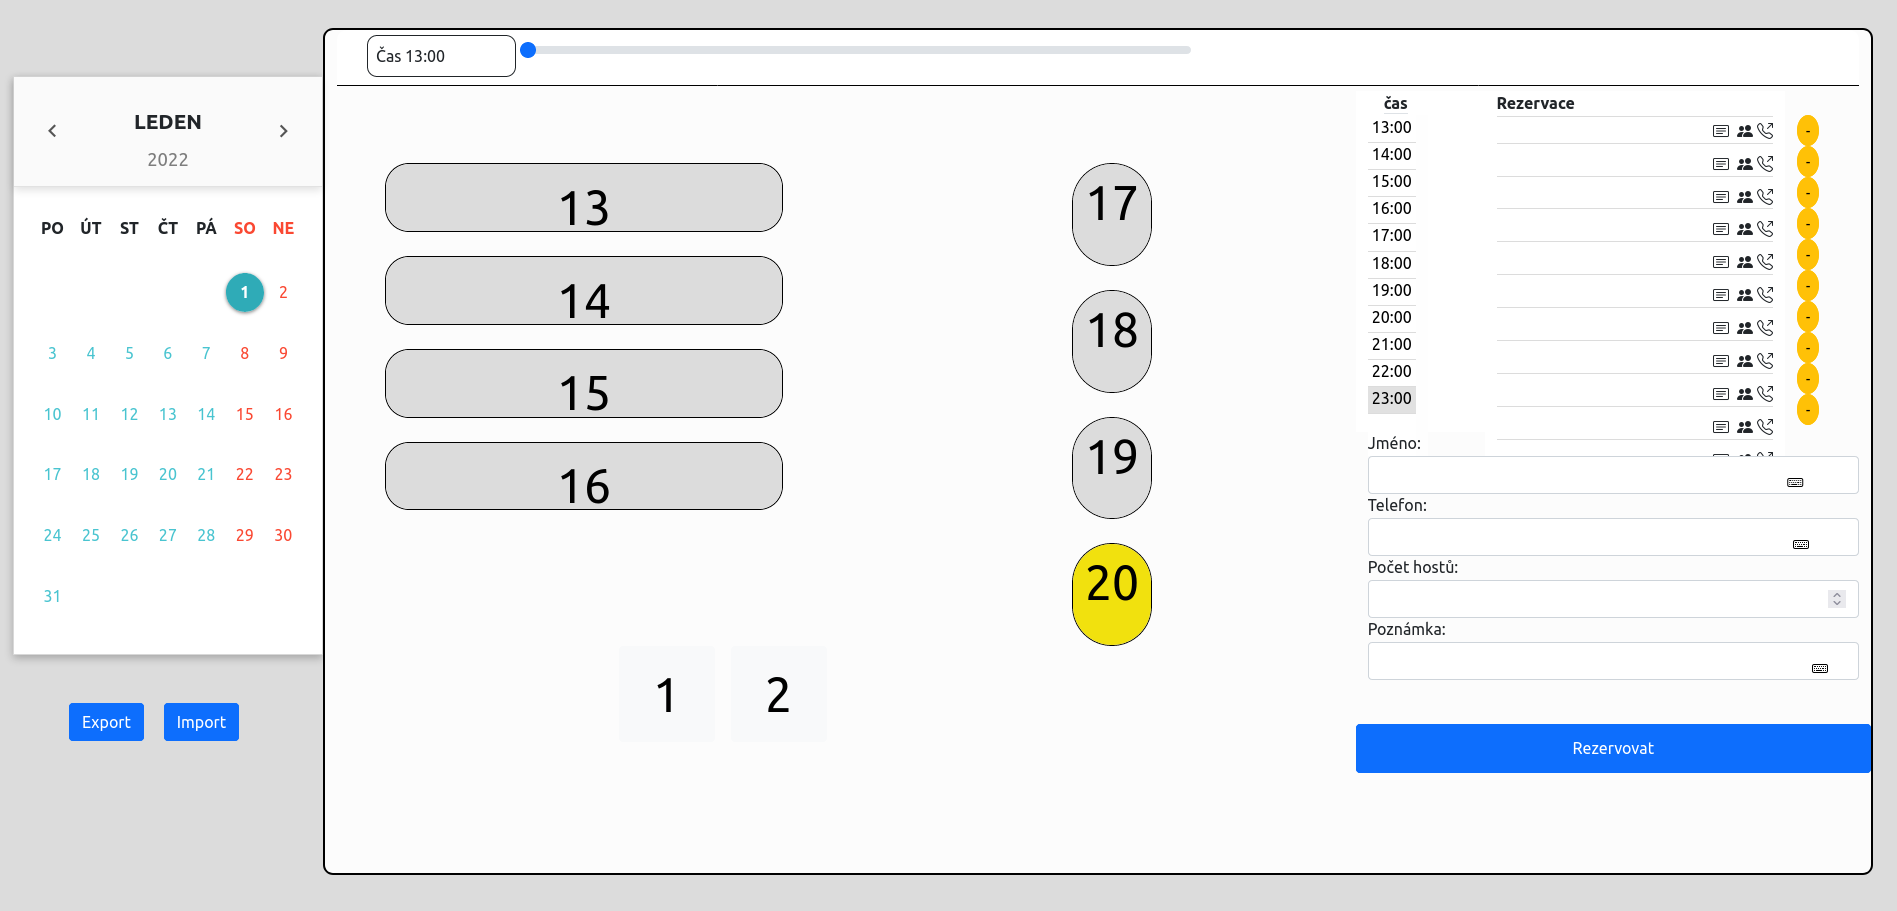 Čas 13:00
LEDEN
2022
PO ÚT ST ČT PÁ SO NE
1 2
3 4 5 6 7 8 9
10 11 12 13 14 15 16
17 18 19 20 21 22 23
24 25 26 27 28 29 30
31
Export Import
13
14
15
16
17
18
19
20
1 2
čas Rezervace
13:00
14:00
15:00
16:00
17:00
18:00
19:00
20:00
21:00
22:00
23:00
-
-
-
-
-
-
-
-
-
-
Jméno:
Telefon:
Počet hostů:
Poznámka:
Rezervovat